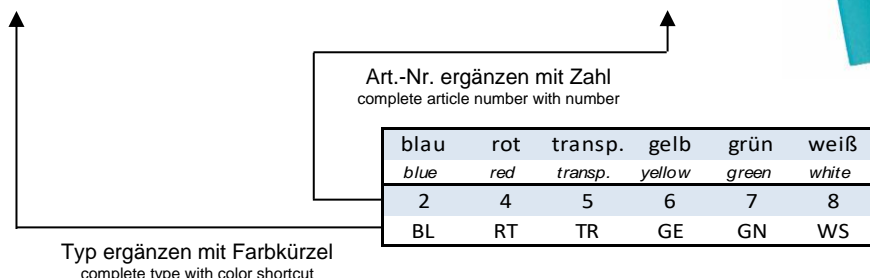 Art.-Nr. ergänzen mit Zahl
complete article number with number
blau rot transp. gelb grün weiß
blue red transp. yellow green white
2 4 5 6 7 8
BL RT TR GE GN WS
Typ ergänzen mit Farbkürzel
complete type with color shortcut